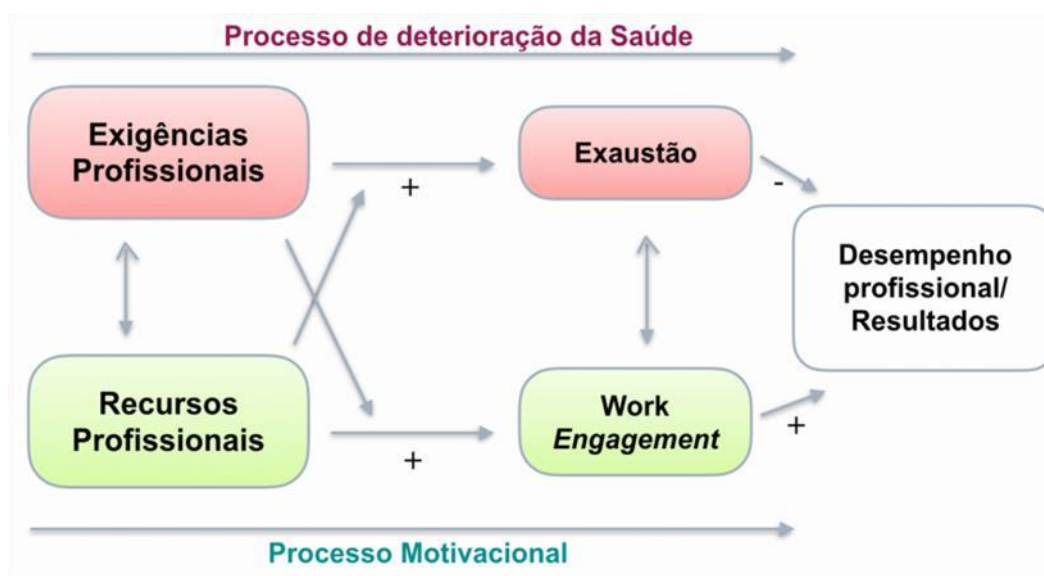 Processo de deterioração da Saúde
Exigências
Profissionais
+
Exaustão
-
Desempenho
profissional/
Resultados
Recursos
Profissionais
+
Work
Engagement
+
Processo Motivacional